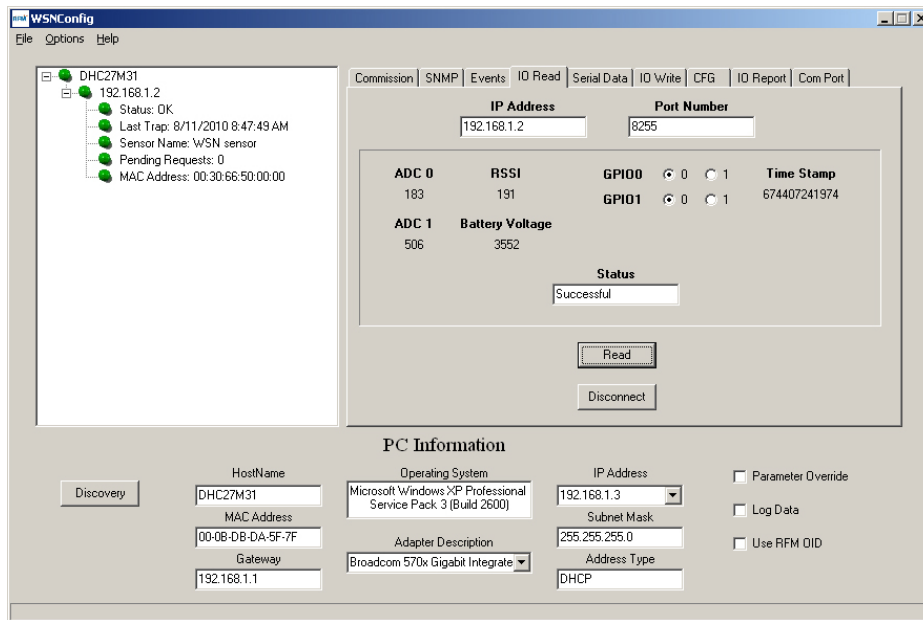 RFM WSNConfig
File Options Help
DHC27M31
192.168.1.2
Status: OK
Last Trap: 8/11/2010 8:47:49 AM
Sensor Name: WSN sensor
Pending Requests: 0
MAC Address: 00:30:66:50:00:00
Commission SNMP Events IO Read Serial Data IO Write CFG IO Report Com Port
IP Address Port Number
192.168.1.2 8255
ADC 0 RSSI GPIO0 0 1 Time Stamp
183 191 GPIO1 0 1 674407241974
ADC 1 Battery Voltage
506 3552
Status
Successful
Read
Disconnect
PC Information
Discovery
HostName
DHC27M31
MAC Address
00-0B-DB-DA-5F-7F
Gateway
192.168.1.1
Operating System
Microsoft Windows XP Professional
Service Pack 3 (Build 2600)
Adapter Description
Broadcom 570x Gigabit Integrate
IP Address
192.168.1.3
Subnet Mask
255.255.255.0
Address Type
DHCP
Parameter Override
Log Data
Use RFM OID